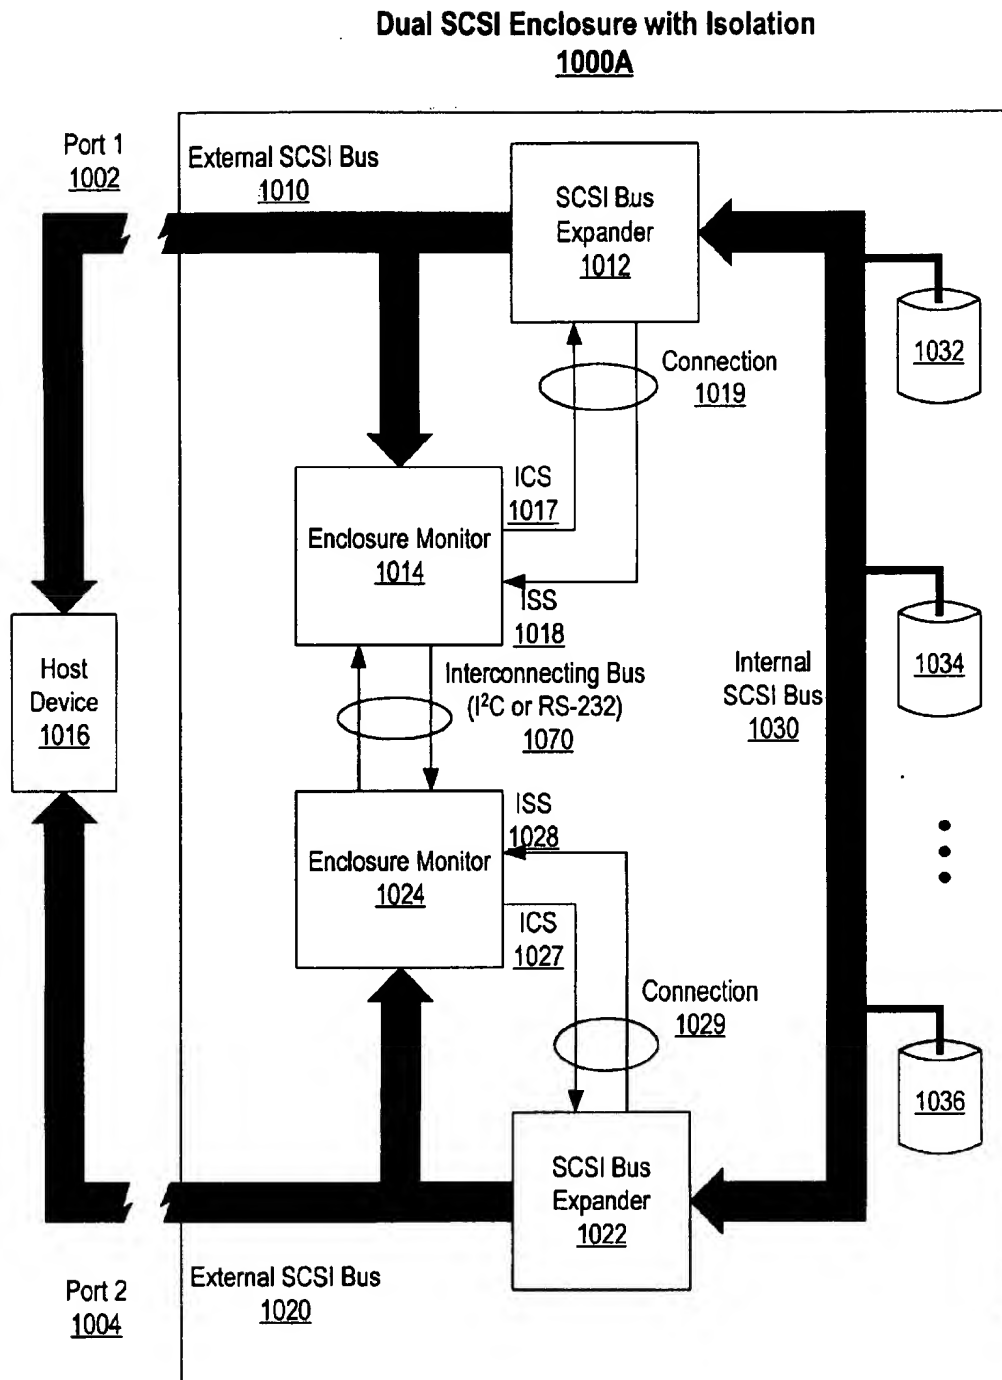 Dual SCSI Enclosure with Isolation
1000A
Port 1
1002
External SCSI Bus
1010
SCSI Bus
Expander
1012
1032
Connection
1019
ICS
1017
Enclosure Monitor
1014
ISS
1018
Host
Device
1016
Interconnecting Bus
(I²C or RS-232)
1070
Internal
SCSI Bus
1030
1034
ISS
1028
Enclosure Monitor
1024
ICS
1027
Connection
1029
1036
SCSI Bus
Expander
1022
External SCSI Bus
1020
Port 2
1004